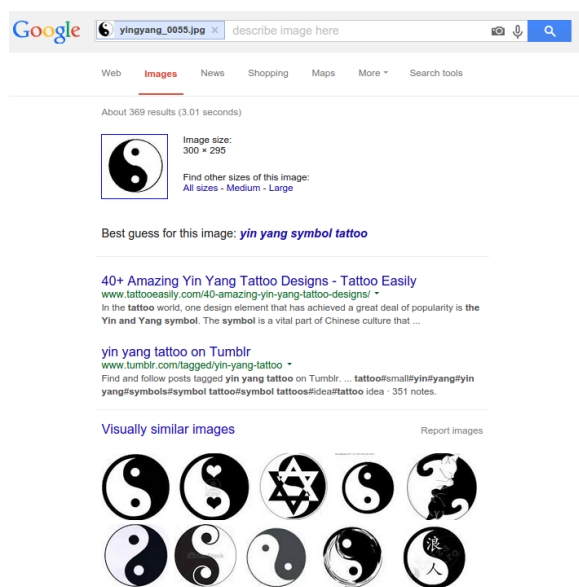 Google yingyang_0055.jpg × describe image here
Web Images News Shopping Maps More Search tools
About 369 results (3.01 seconds)
Image size:
300 × 295
Find other sizes of this image:
All sizes - Medium - Large
Best guess for this image: yin yang symbol tattoo
40+ Amazing Yin Yang Tattoo Designs - Tattoo Easily
www.tattooeasily.com/40-amazing-yin-yang-tattoo-designs/
In the tattoo world, one design element that has achieved a great deal of popularity is the
Yin and Yang symbol. The symbol is a vital part of Chinese culture that ...
yin yang tattoo on Tumblr
www.tumblr.com/tagged/yin-yang-tattoo
Find and follow posts tagged yin yang tattoo on Tumblr. ... tattoo#small#yin#yang#yin
yang#symbols#symbol tattoo#symbol tattoos#idea#tattoo idea · 351 notes.
Visually similar images Report images
浪
人